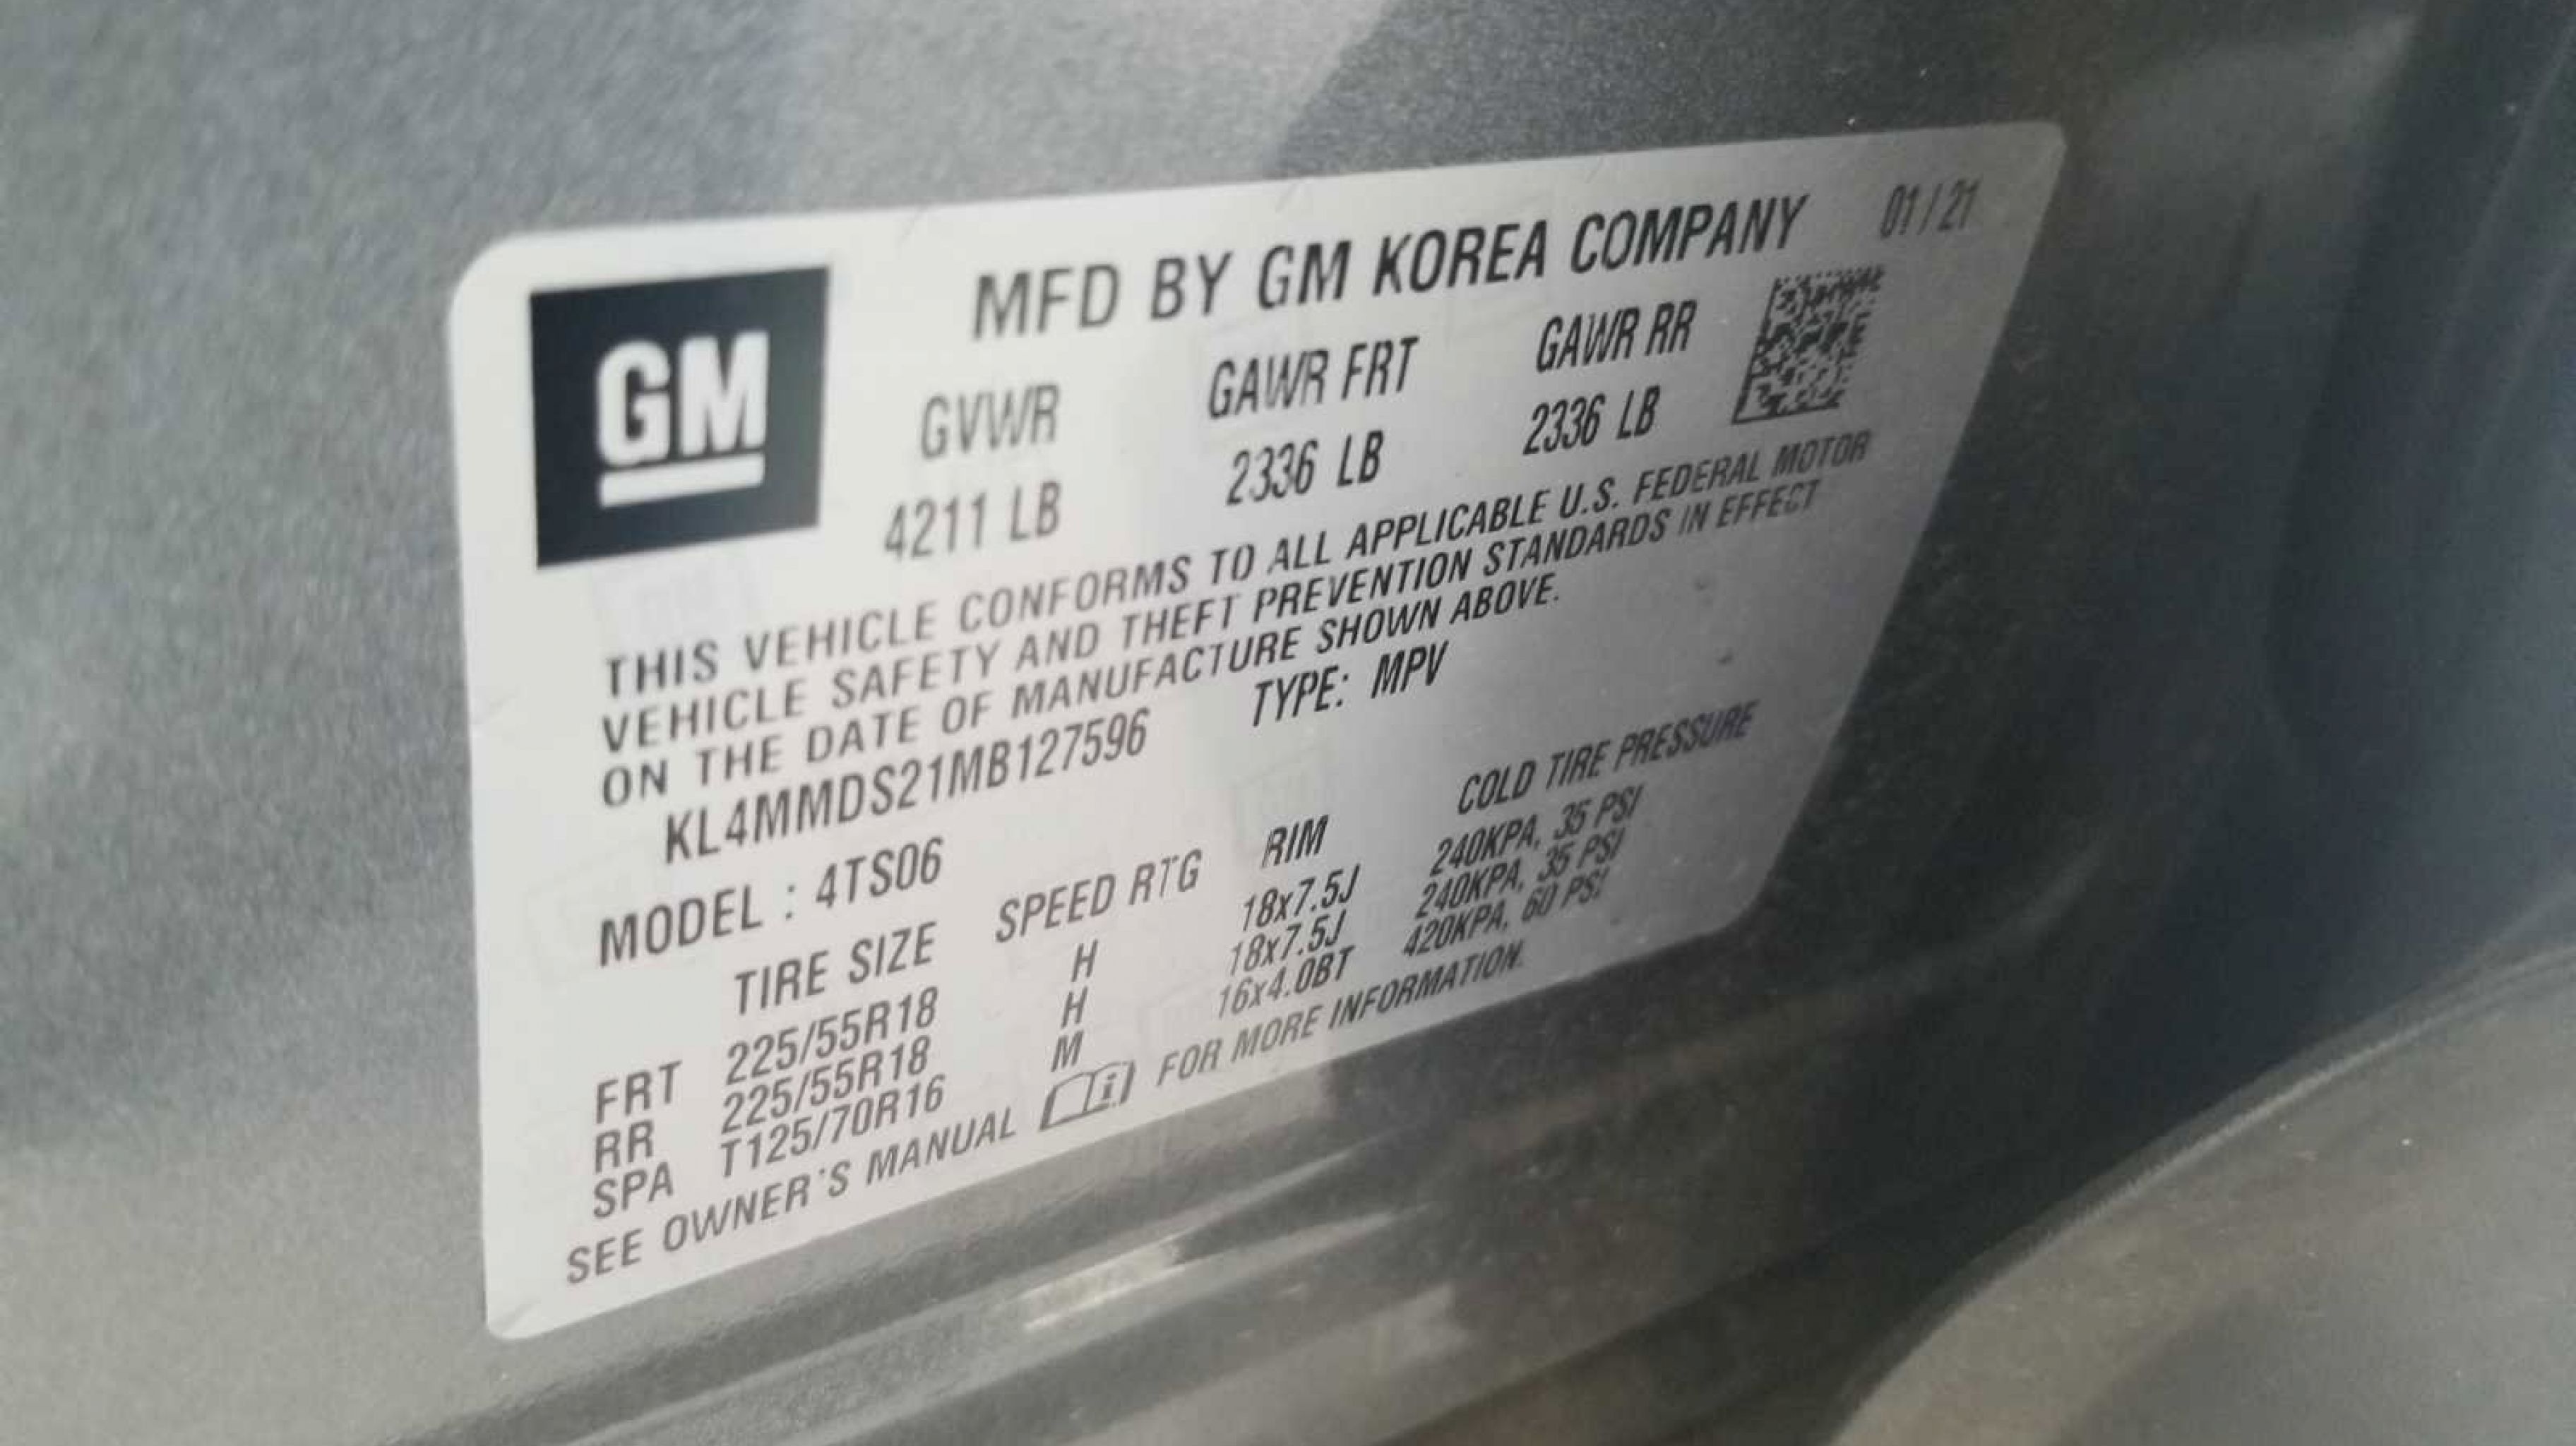 MFD BY GM KOREA COMPANY 01/21
GM
GVWR GAWR FRT GAWR RR
4211 LB 2336 LB 2336 LB
THIS VEHICLE CONFORMS TO ALL APPLICABLE U.S. FEDERAL MOTOR
VEHICLE SAFETY AND THEFT PREVENTION STANDARDS IN EFFECT
ON THE DATE OF MANUFACTURE SHOWN ABOVE.
KL4MMDS21MB127596 TYPE: MPV
MODEL : 4TS06
TIRE SIZE SPEED RTG RIM COLD TIRE PRESSURE
FRT 225/55R18 H 18x7.5J 240KPA, 35 PSI
RR 225/55R18 H 18x7.5J 240KPA, 35 PSI
SPA T125/70R16 M 16x4.0BT 420KPA, 60 PSI
SEE OWNER'S MANUAL FOR MORE INFORMATION.